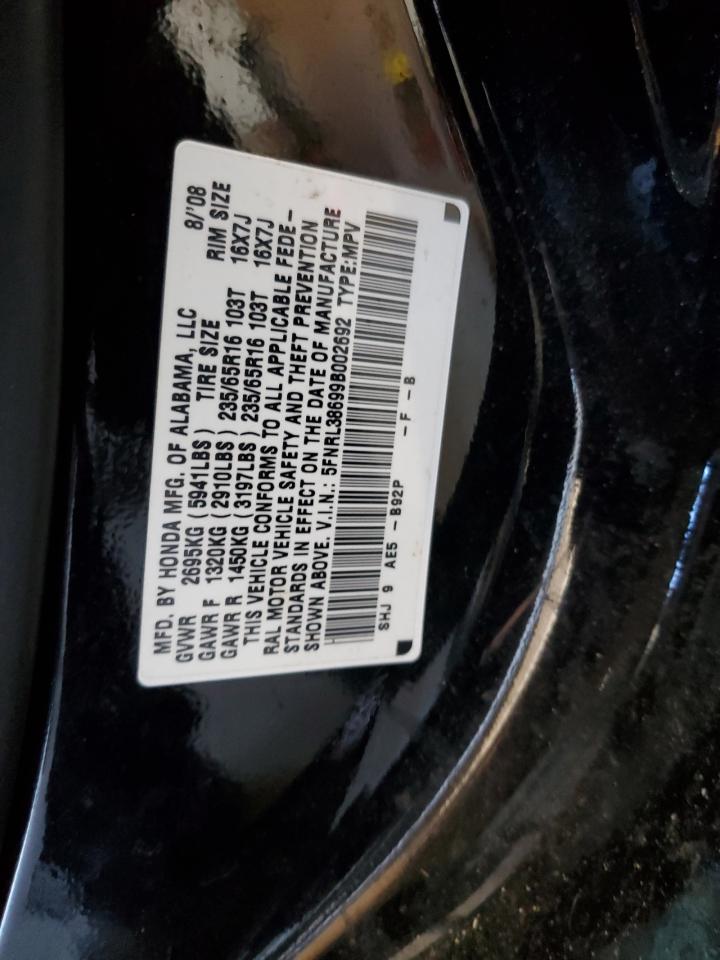 MFD. BY HONDA MFG. OF ALABAMA, LLC 8/'08
GVWR 2695KG (5941LBS) TIRE SIZE RIM SIZE
GAWR F 1320KG (2910LBS) 235/65R16 103T 16X7J
GAWR R 1450KG (3197LBS) 235/65R16 103T 16X7J
THIS VEHICLE CONFORMS TO ALL APPLICABLE FEDE-
RAL MOTOR VEHICLE SAFETY AND THEFT PREVENTION
STANDARDS IN EFFECT ON THE DATE OF MANUFACTURE
SHOWN ABOVE. V.I.N.: 5FNRL38699B002692 TYPE:MPV
SHJ 9 AE5 -B92P -F -B